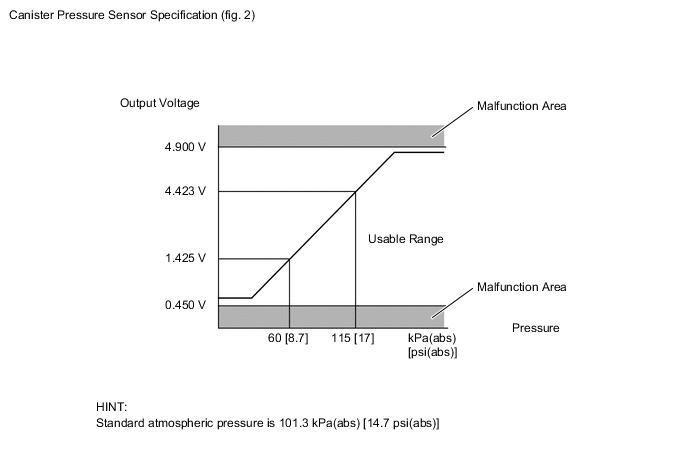 Canister Pressure Sensor Specification (fig. 2)
Output Voltage
Malfunction Area
4.900 V
4.423 V
Usable Range
1.425 V
Malfunction Area
0.450 V
Pressure
60 [8.7] 115 [17] kPa(abs)
[psi(abs)]
HINT:
Standard atmospheric pressure is 101.3 kPa(abs) [14.7 psi(abs)]